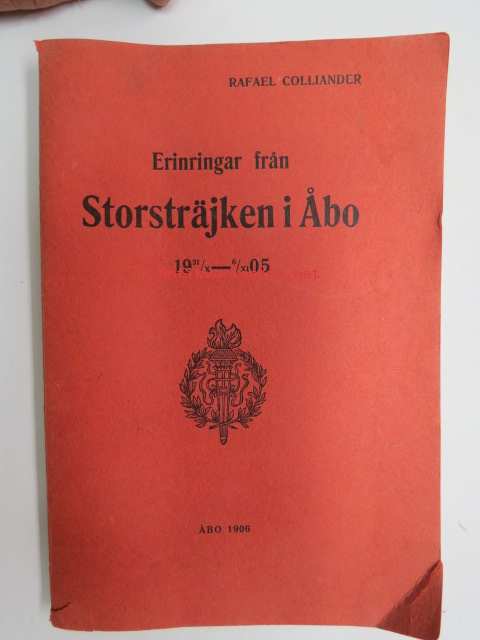 RAFAEL COLLIANDER
Erinringar från
Storsträjken i Åbo
19³¹/x—⁶/xi05
ÅBO 1906